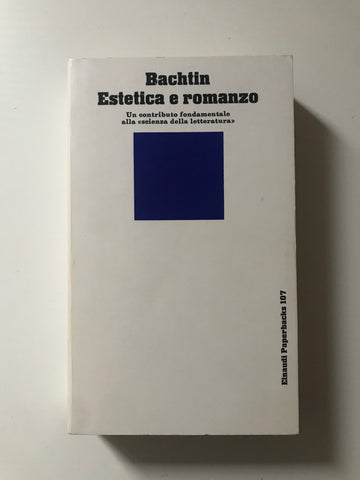 Bachtin
Estetica e romanzo
Un contributo fondamentale
alla «scienza della letteratura»
Einaudi Paperbacks 107